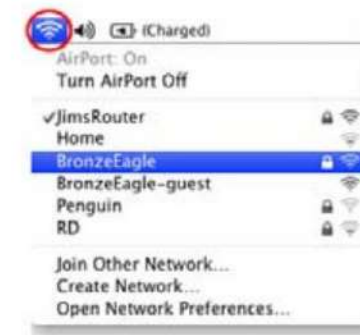 (Charged)
AirPort: On
Turn AirPort Off
✓JimsRouter
Home
BronzeEagle
BronzeEagle-guest
Penguin
RD
Join Other Network...
Create Network...
Open Network Preferences...